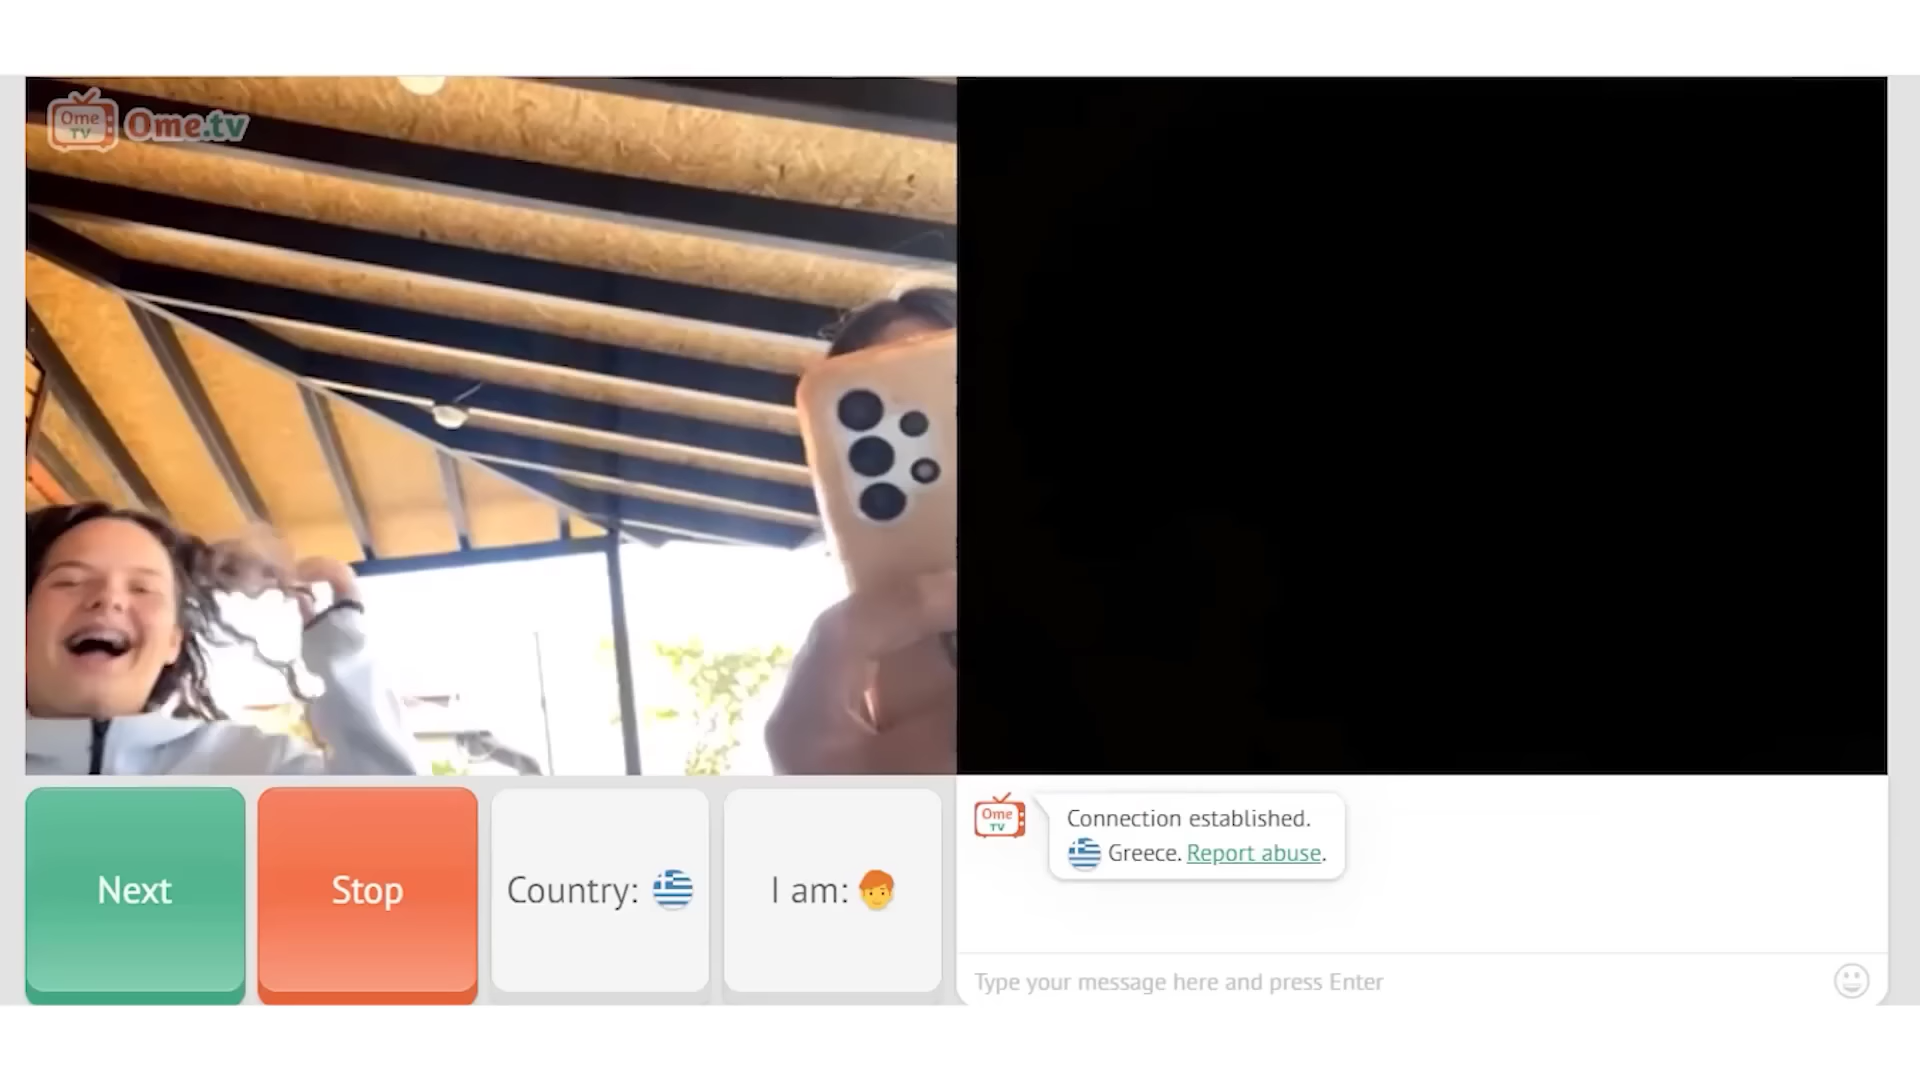 Ome
TV
Ome.tv
Next
Stop
Country:
I am:
Ome
TV
Connection established.
Greece. Report abuse.
Type your message here and press Enter